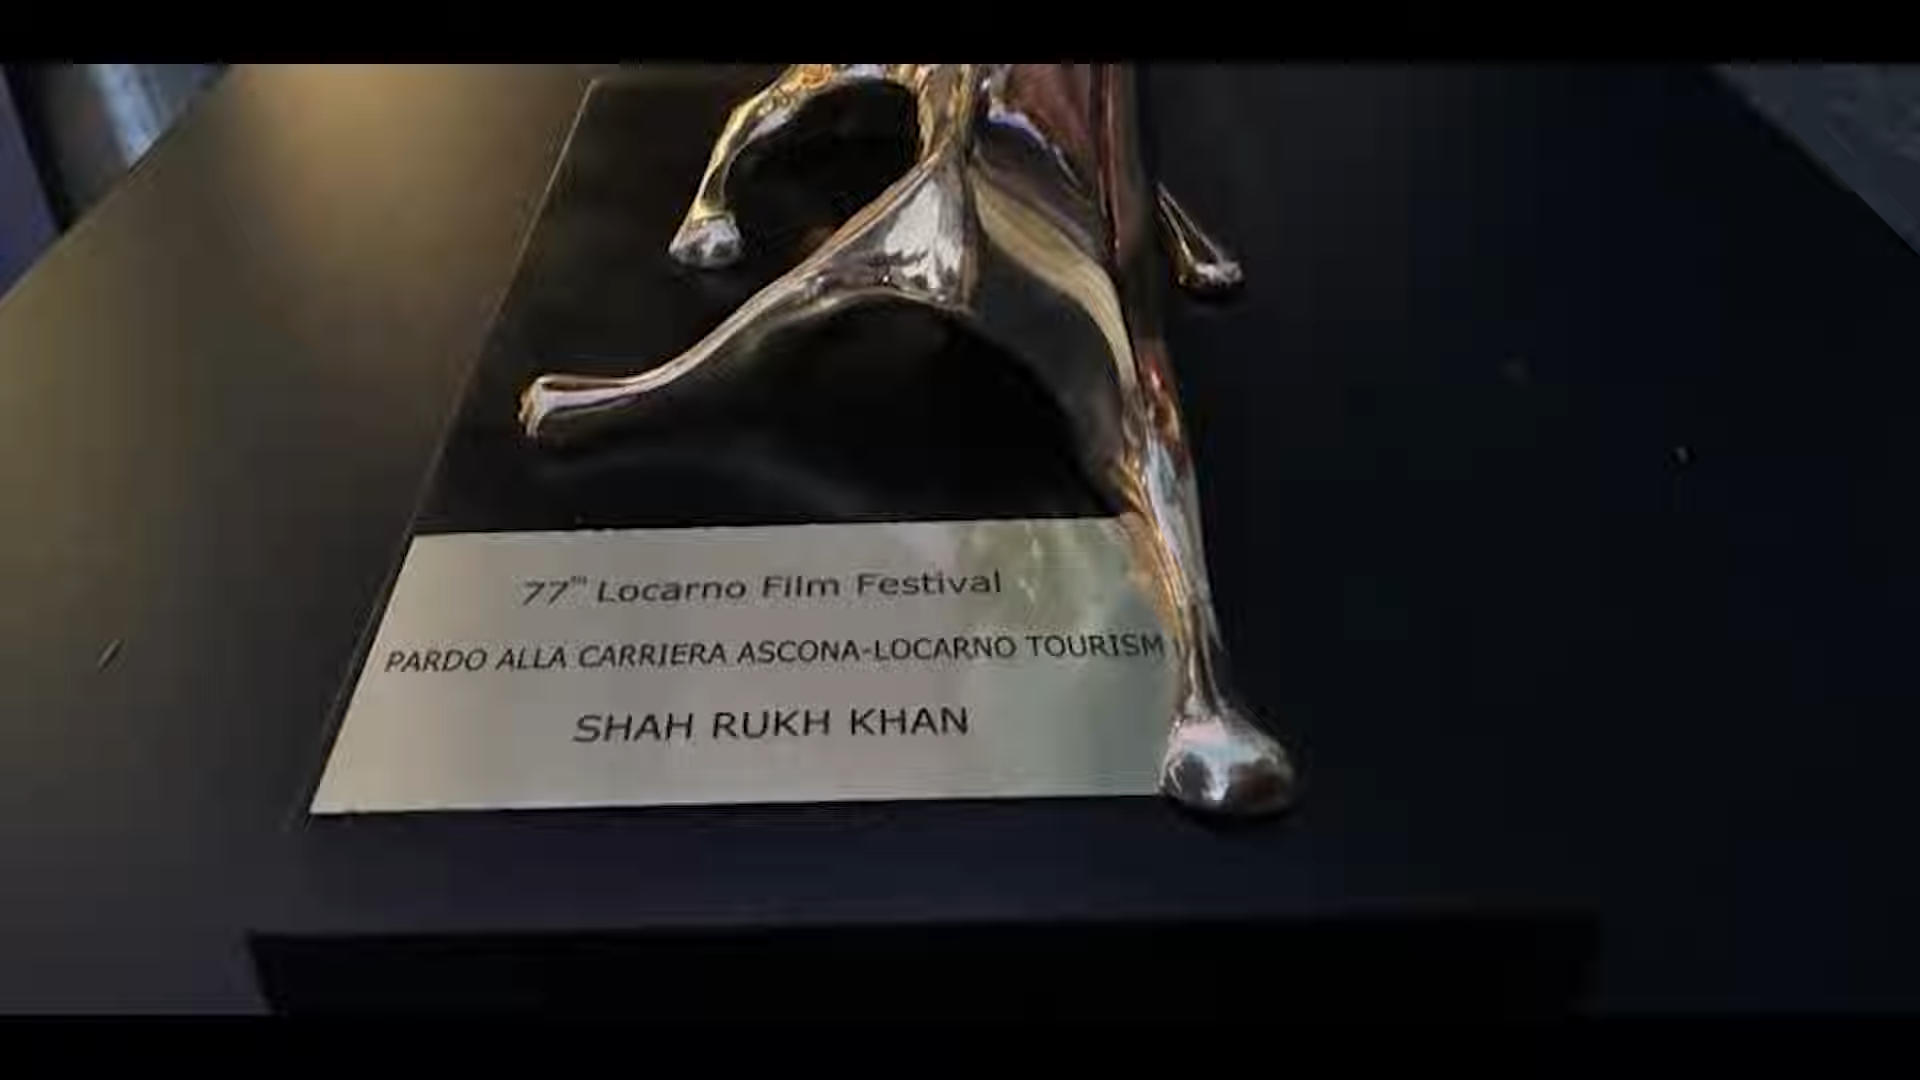 77th Locarno Film Festival
PARDO ALLA CARRIERA ASCONA-LOCARNO TOURISM
SHAH RUKH KHAN